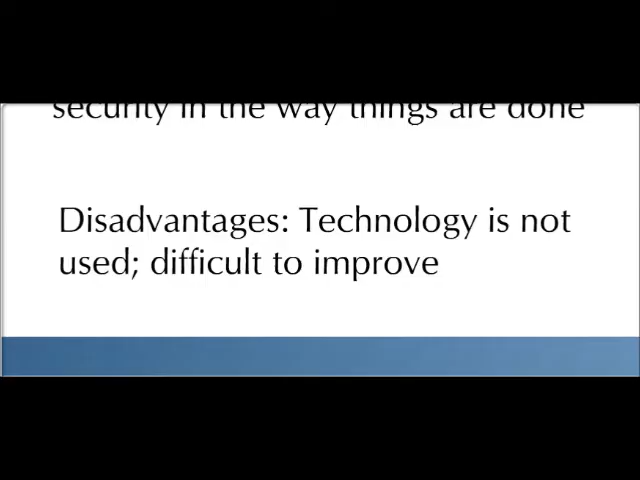 security in the way things are done
Disadvantages: Technology is not
used; difficult to improve